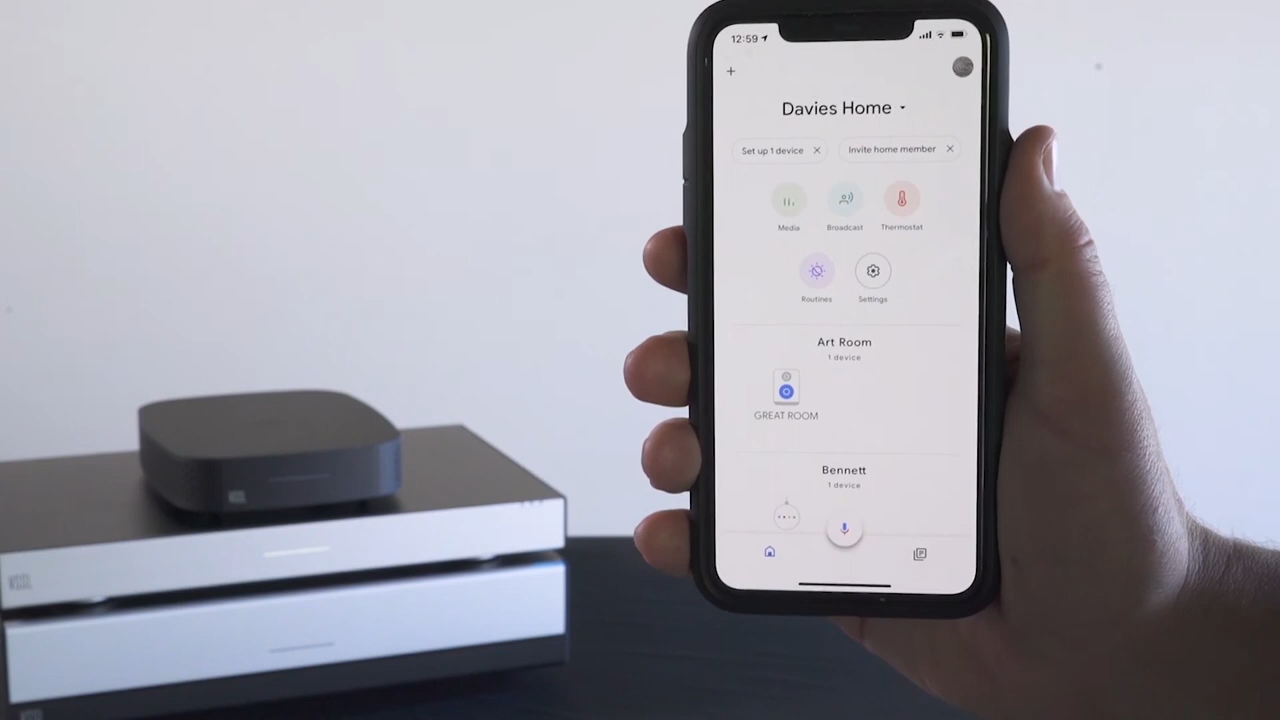 12:59
Davies Home
Set up 1 device
Invite home member
Media
Broadcast
Thermostat
Routines
Settings
Art Room
1 device
GREAT ROOM
Bennett
1 device